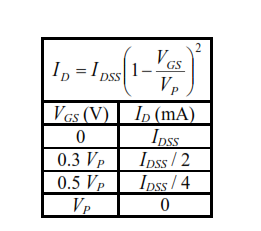 I_D = I_DSS (1 − V_GS / V_P)²
V_GS (V) I_D (mA)
0 I_DSS
0.3 V_P I_DSS / 2
0.5 V_P I_DSS / 4
V_P 0